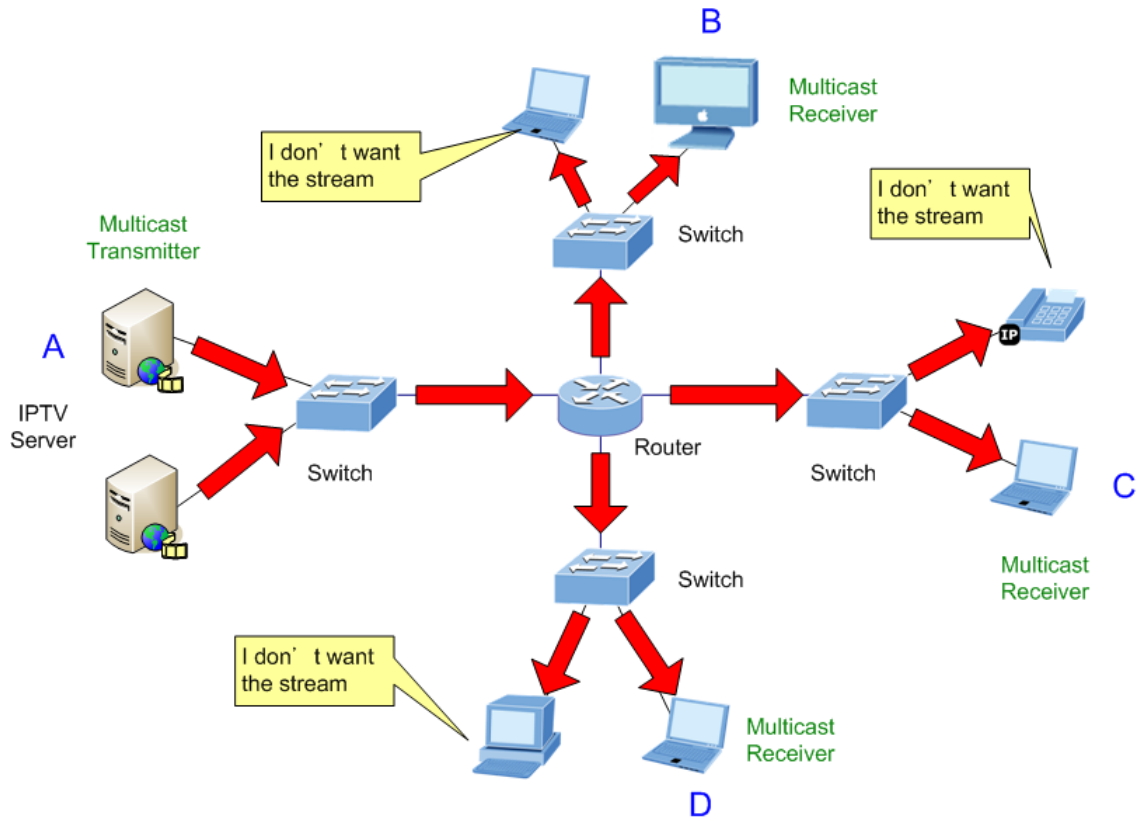 B
Multicast
Receiver
I don' t want
the stream
I don' t want
the stream
Switch
Multicast
Transmitter
A
IP
IPTV
Server
Router
Switch
Switch
C
Switch
Multicast
Receiver
I don' t want
the stream
Multicast
Receiver
D